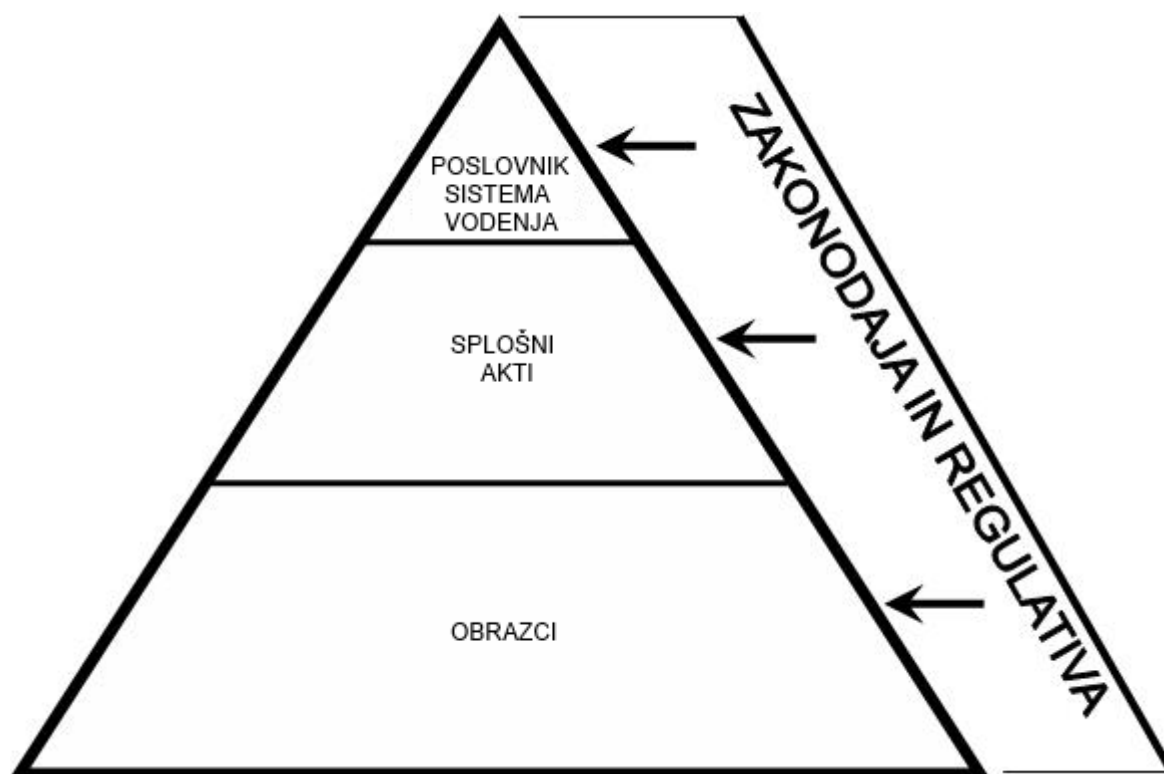 POSLOVNIK
SISTEMA
VODENJA
SPLOŠNI
AKTI
OBRAZCI
ZAKONODAJA IN REGULATIVA